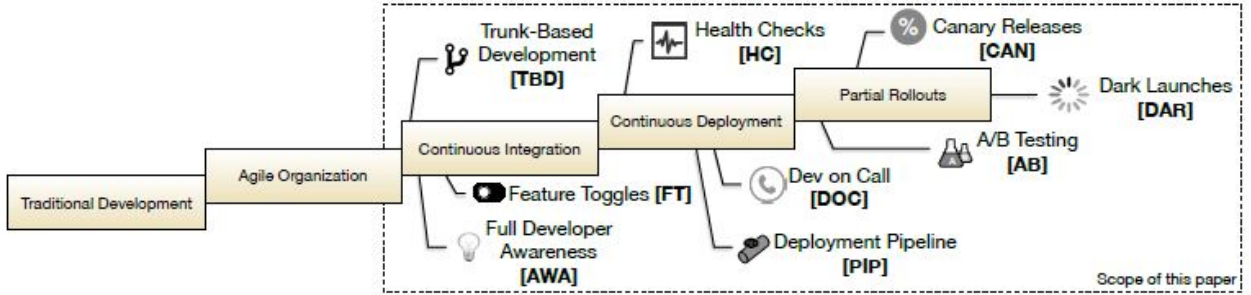 Traditional Development
Agile Organization
Continuous Integration
Trunk-Based
Development
[TBD]
Feature Toggles [FT]
Full Developer
Awareness
[AWA]
Continuous Deployment
Health Checks
[HC]
Dev on Call
[DOC]
Deployment Pipeline
[PIP]
Partial Rollouts
%
Canary Releases
[CAN]
Dark Launches
[DAR]
A
A/B Testing
[AB]
Scope of this paper